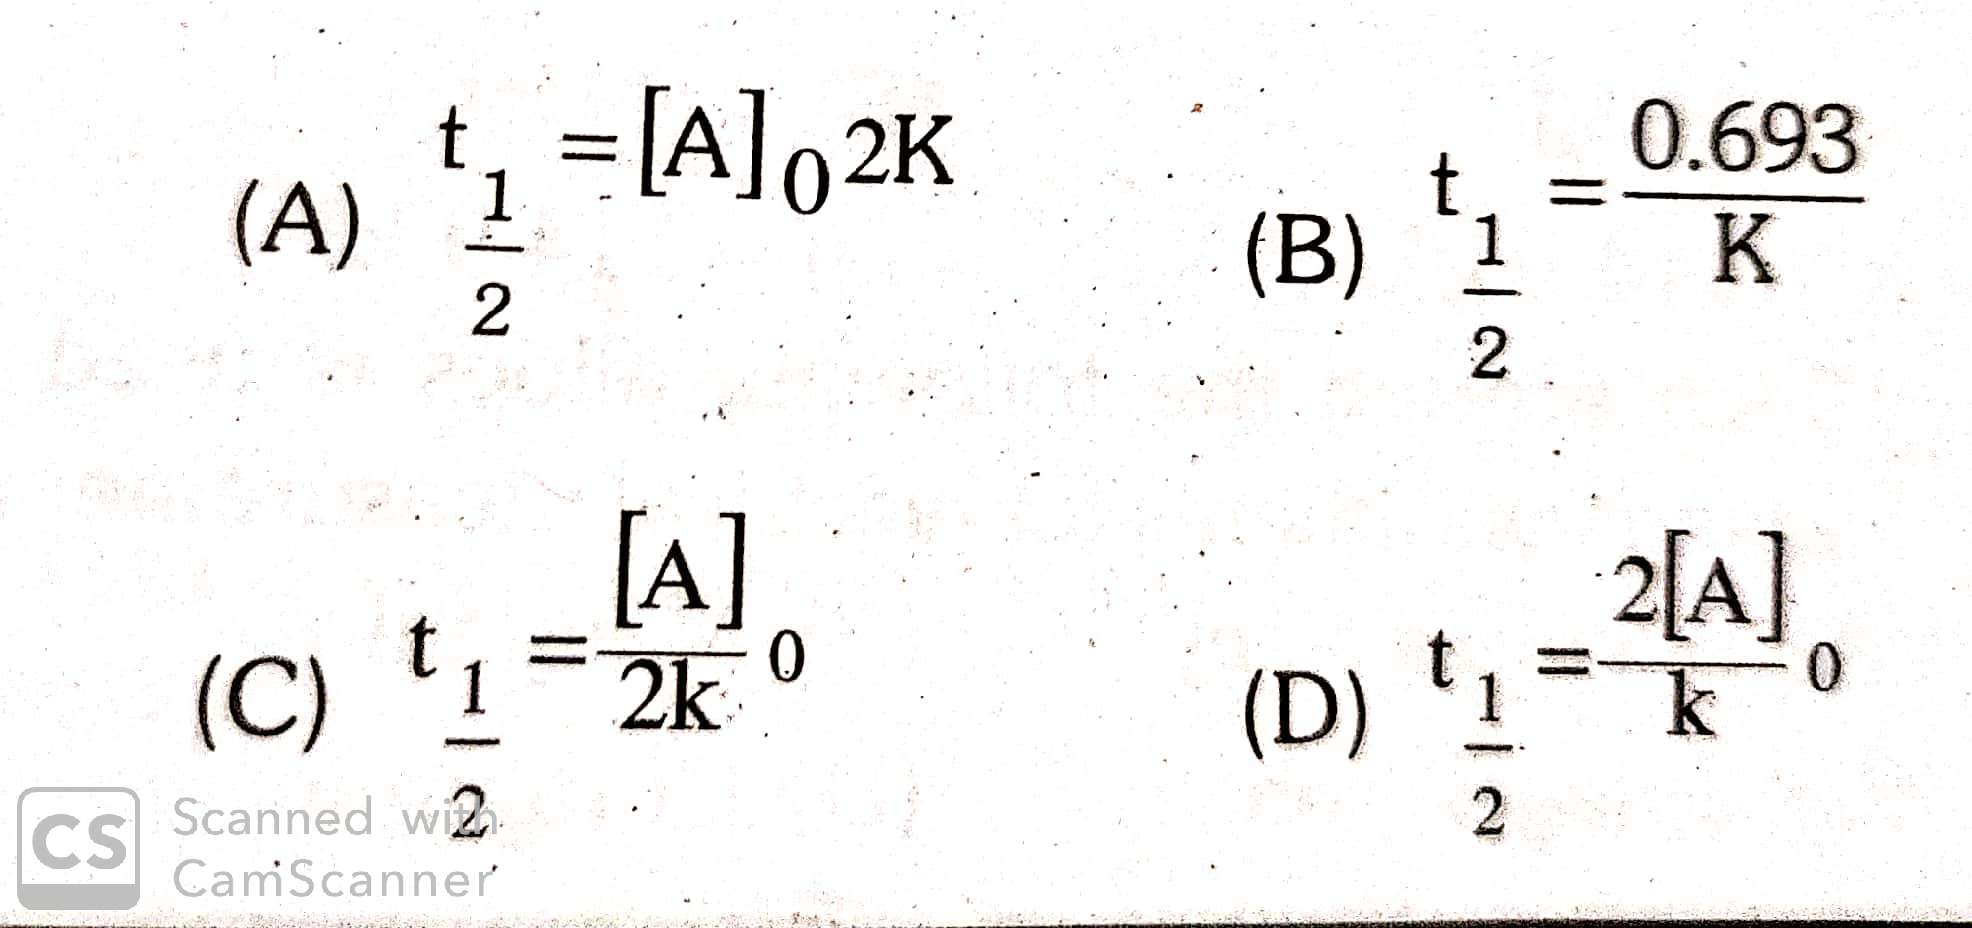 (A) t_{\frac{1}{2}} = [A]_0 2K
(B) t_{\frac{1}{2}} = \frac{0.693}{K}
(C) t_{\frac{1}{2}} = \frac{[A]}{2k}_0
(D) t_{\frac{1}{2}} = \frac{2[A]}{k}_0
CS Scanned with
CamScanner